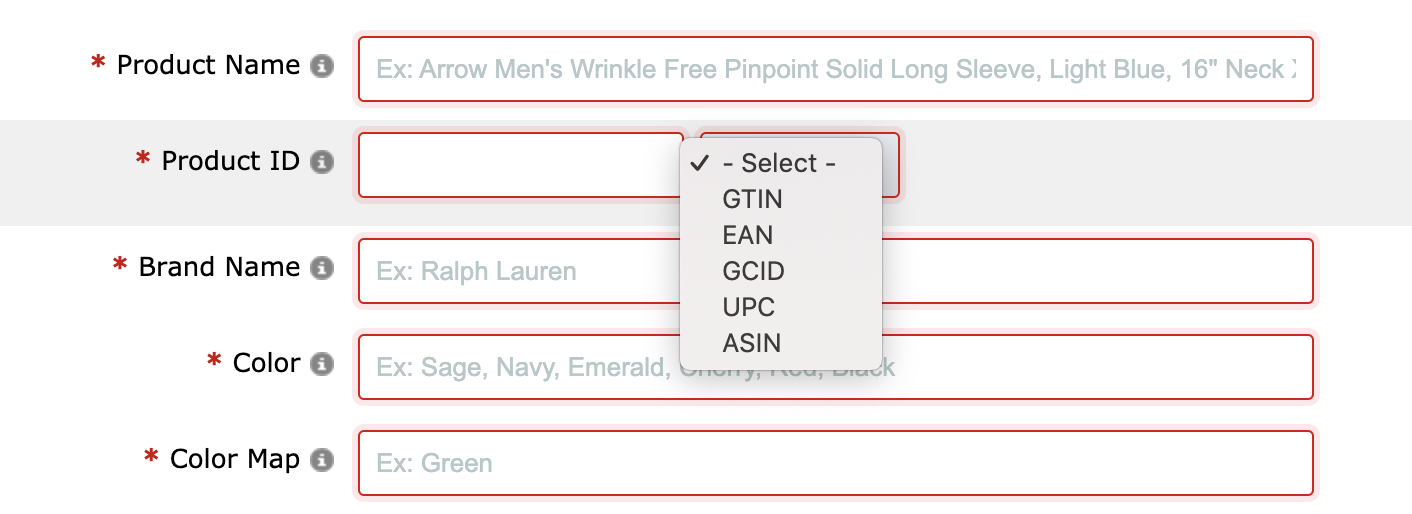 * Product Name
Ex: Arrow Men's Wrinkle Free Pinpoint Solid Long Sleeve, Light Blue, 16" Neck
* Product ID
✓ - Select -
GTIN
EAN
GCID
UPC
ASIN
* Brand Name
Ex: Ralph Lauren
* Color
Ex: Sage, Navy, Emerald, Cherry, Red, Black
* Color Map
Ex: Green